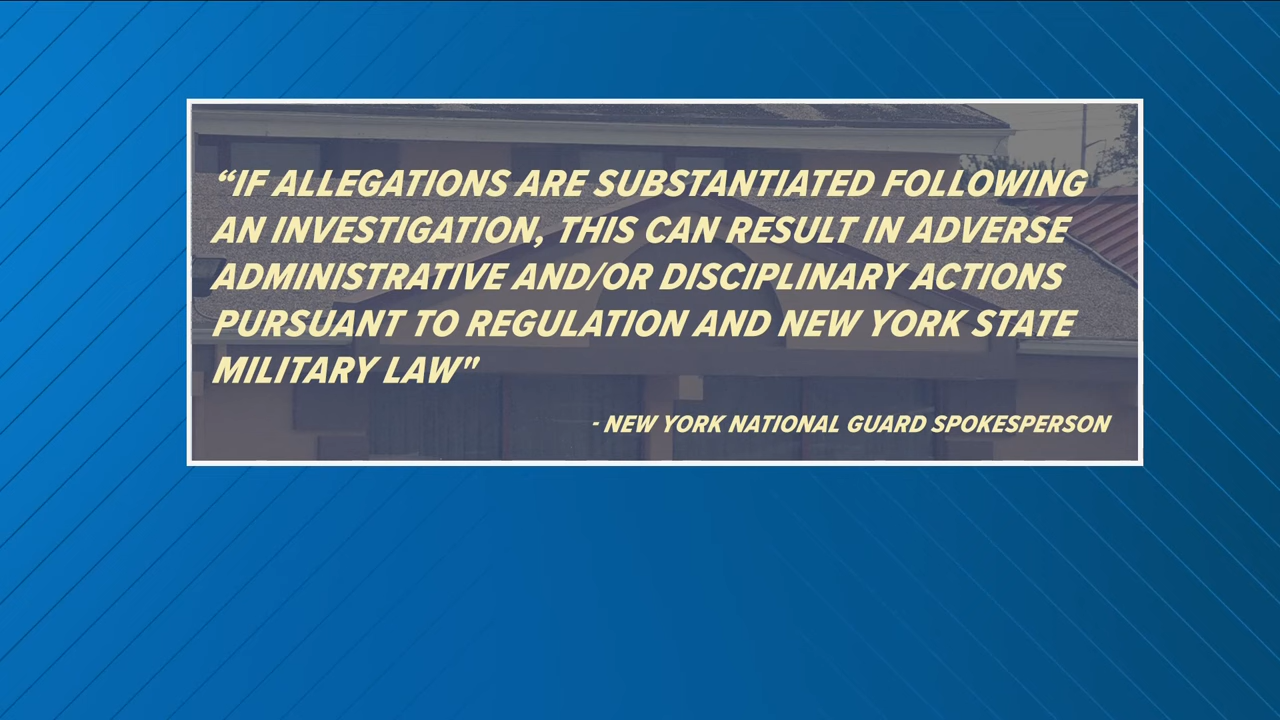 “IF ALLEGATIONS ARE SUBSTANTIATED FOLLOWING
AN INVESTIGATION, THIS CAN RESULT IN ADVERSE
ADMINISTRATIVE AND/OR DISCIPLINARY ACTIONS
PURSUANT TO REGULATION AND NEW YORK STATE
MILITARY LAW"
- NEW YORK NATIONAL GUARD SPOKESPERSON